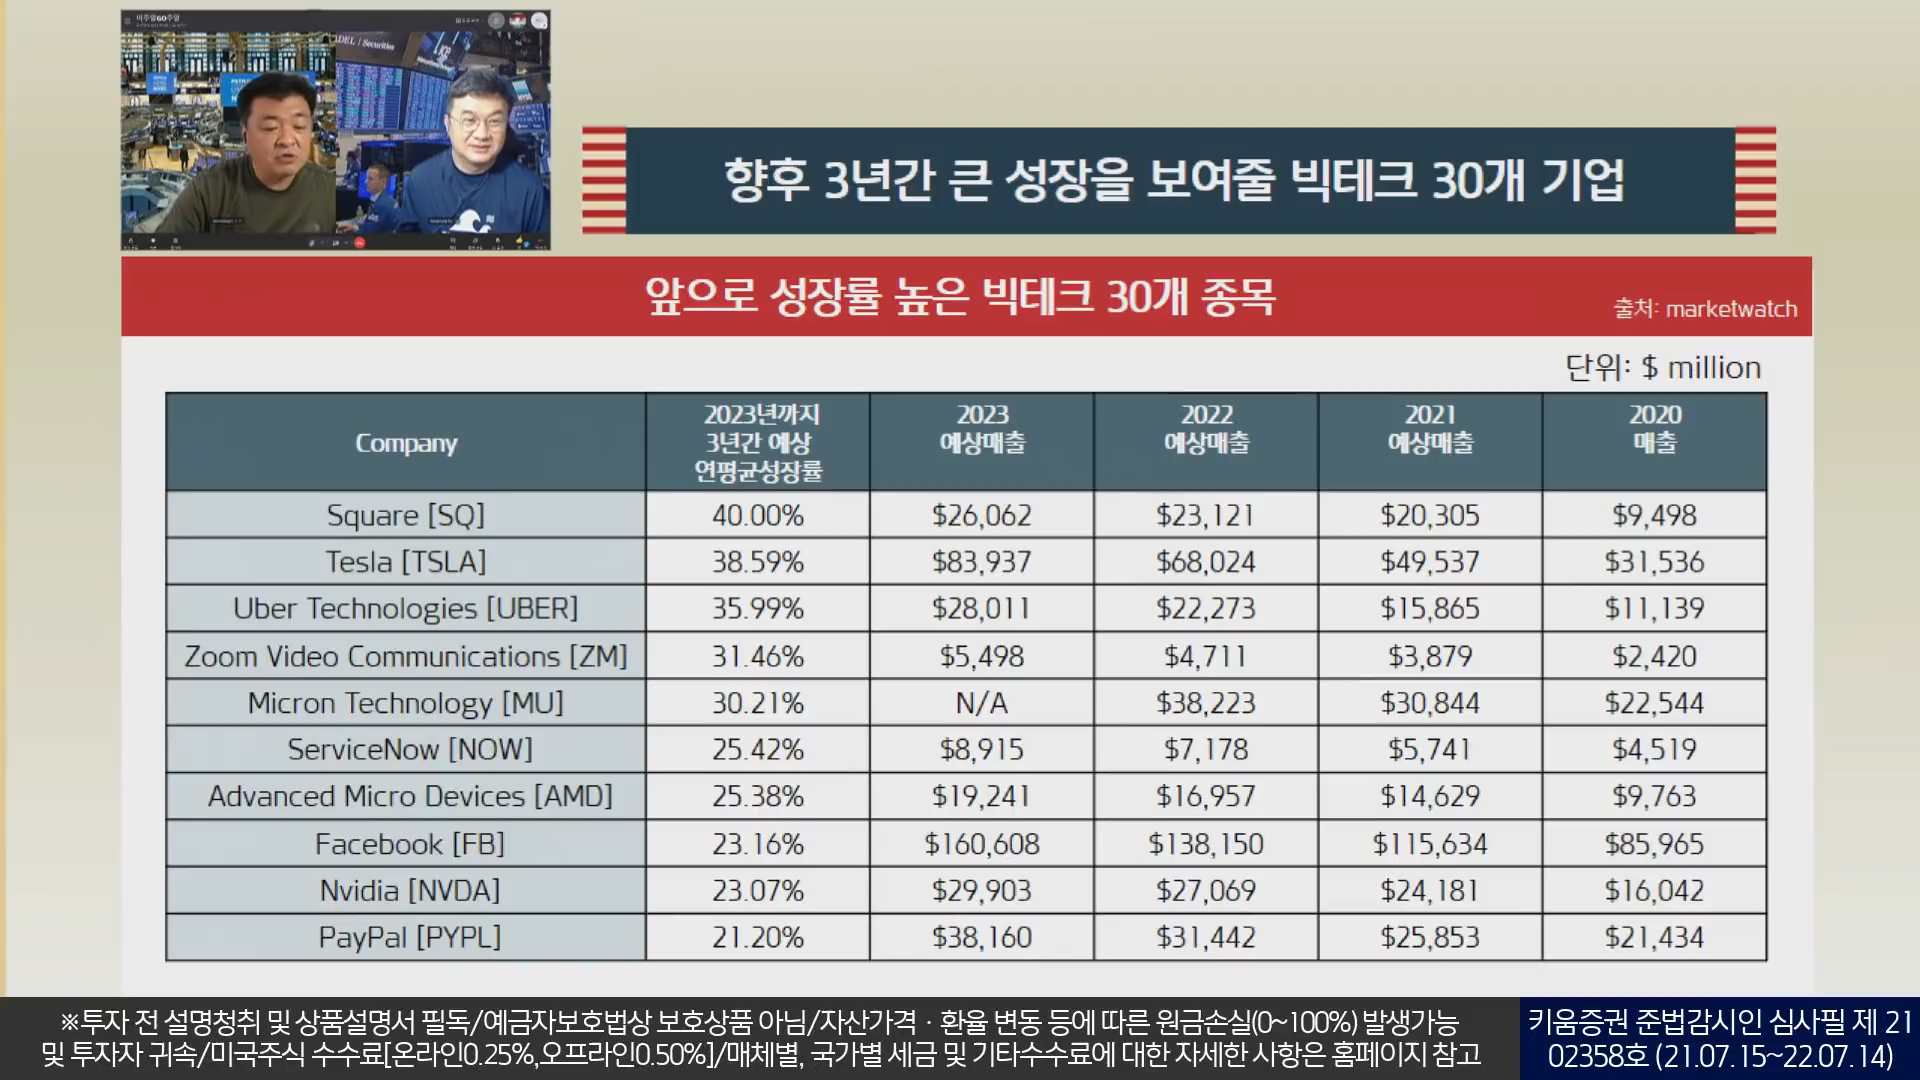 미주알60주알
ADEL | Securities
향후 3년간 큰 성장을 보여줄 빅테크 30개 기업
앞으로 성장률 높은 빅테크 30개 종목
출처: marketwatch
단위: $ million
Company 2023년까지 3년간 예상 연평균성장률 2023 예상매출 2022 예상매출 2021 예상매출 2020 매출
Square [SQ] 40.00% $26,062 $23,121 $20,305 $9,498
Tesla [TSLA] 38.59% $83,937 $68,024 $49,537 $31,536
Uber Technologies [UBER] 35.99% $28,011 $22,273 $15,865 $11,139
Zoom Video Communications [ZM] 31.46% $5,498 $4,711 $3,879 $2,420
Micron Technology [MU] 30.21% N/A $38,223 $30,844 $22,544
ServiceNow [NOW] 25.42% $8,915 $7,178 $5,741 $4,519
Advanced Micro Devices [AMD] 25.38% $19,241 $16,957 $14,629 $9,763
Facebook [FB] 23.16% $160,608 $138,150 $115,634 $85,965
Nvidia [NVDA] 23.07% $29,903 $27,069 $24,181 $16,042
PayPal [PYPL] 21.20% $38,160 $31,442 $25,853 $21,434
※투자 전 설명청취 및 상품설명서 필독/예금자보호법상 보호상품 아님/자산가격 · 환율 변동 등에 따른 원금손실(0~100%) 발생가능
및 투자자 귀속/미국주식 수수료[온라인0.25%,오프라인0.50%]/매체별, 국가별 세금 및 기타수수료에 대한 자세한 사항은 홈페이지 참고
키움증권 준법감시인 심사필 제 21
02358호 (21.07.15~22.07.14)